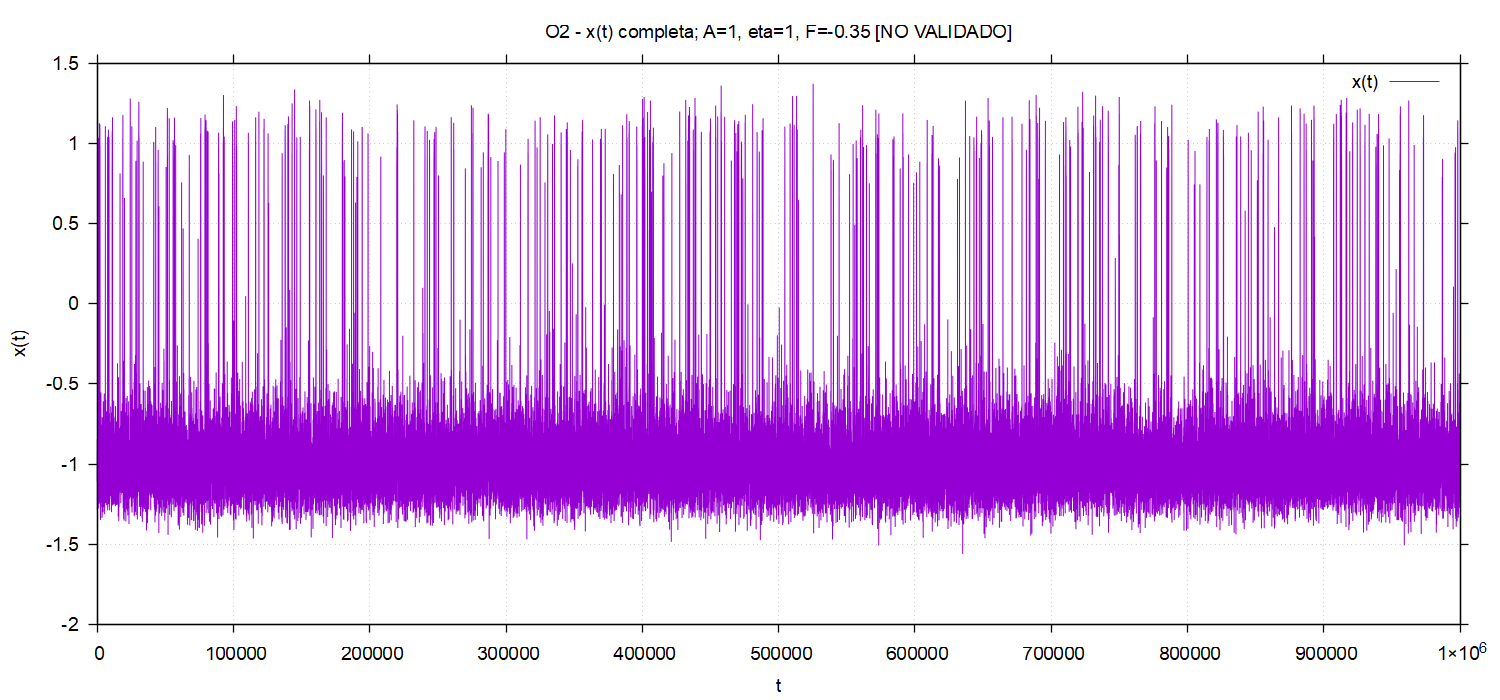 O2 - x(t) completa; A=1, eta=1, F=-0.35 [NO VALIDADO]
x(t)
1.5
1
0.5
0
-0.5
-1
-1.5
-2
x(t)
0 100000 200000 300000 400000 500000 600000 700000 800000 900000 1×10⁶
t